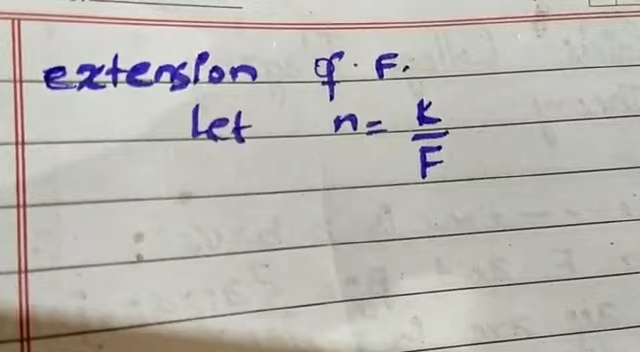 extension of. F.
Let n = K/F